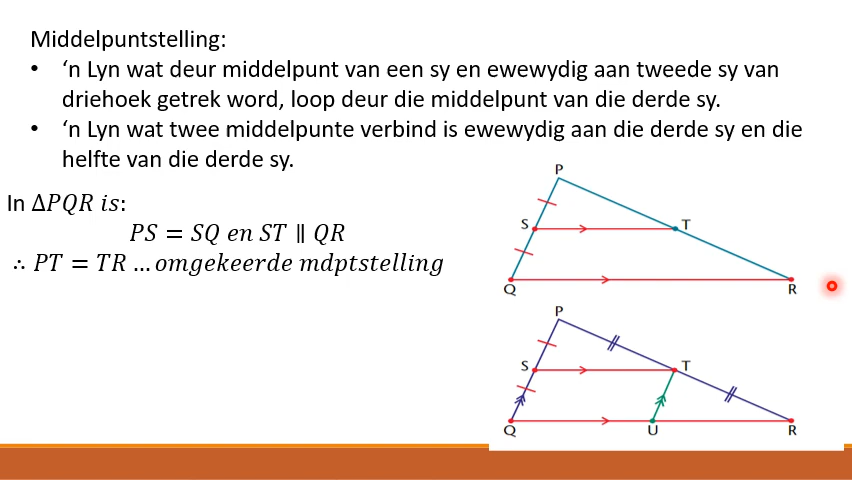 Middelpuntstelling:
• ‘n Lyn wat deur middelpunt van een sy en ewewydig aan tweede sy van
driehoek getrek word, loop deur die middelpunt van die derde sy.
• ‘n Lyn wat twee middelpunte verbind is ewewydig aan die derde sy en die
helfte van die derde sy.
In ∆𝑃𝑄𝑅 𝑖𝑠:
𝑃𝑆 = 𝑆𝑄 𝑒𝑛 𝑆𝑇 ∥ 𝑄𝑅
∴ 𝑃𝑇 = 𝑇𝑅 … 𝑜𝑚𝑔𝑒𝑘𝑒𝑒𝑟𝑑𝑒 𝑚𝑑𝑝𝑡𝑠𝑡𝑒𝑙𝑙𝑖𝑛𝑔
P
S T
Q R
P
S T
Q U R